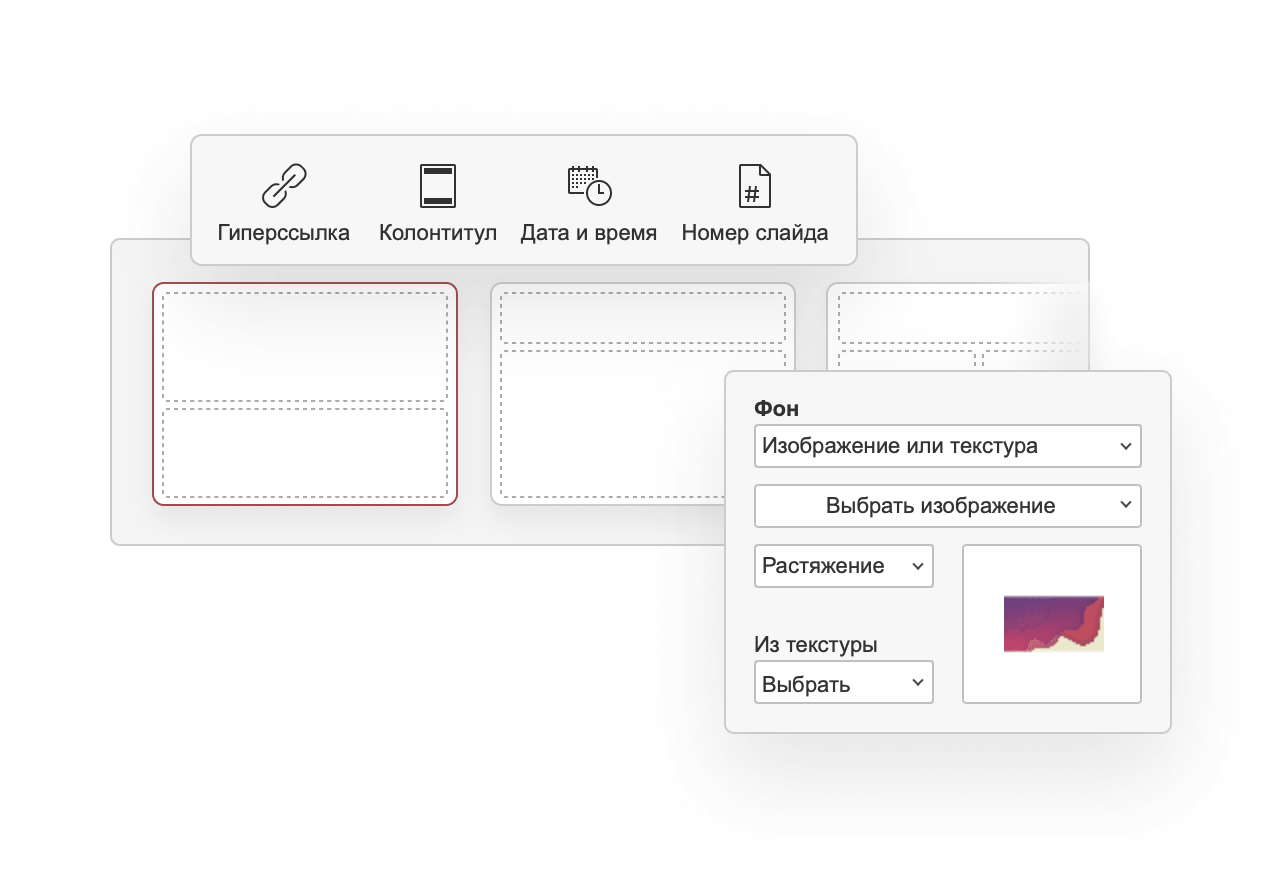 Гиперссылка
Колонтитул
Дата и время
Номер слайда
Фон
Изображение или текстура
Выбрать изображение
Растяжение
Из текстуры
Выбрать